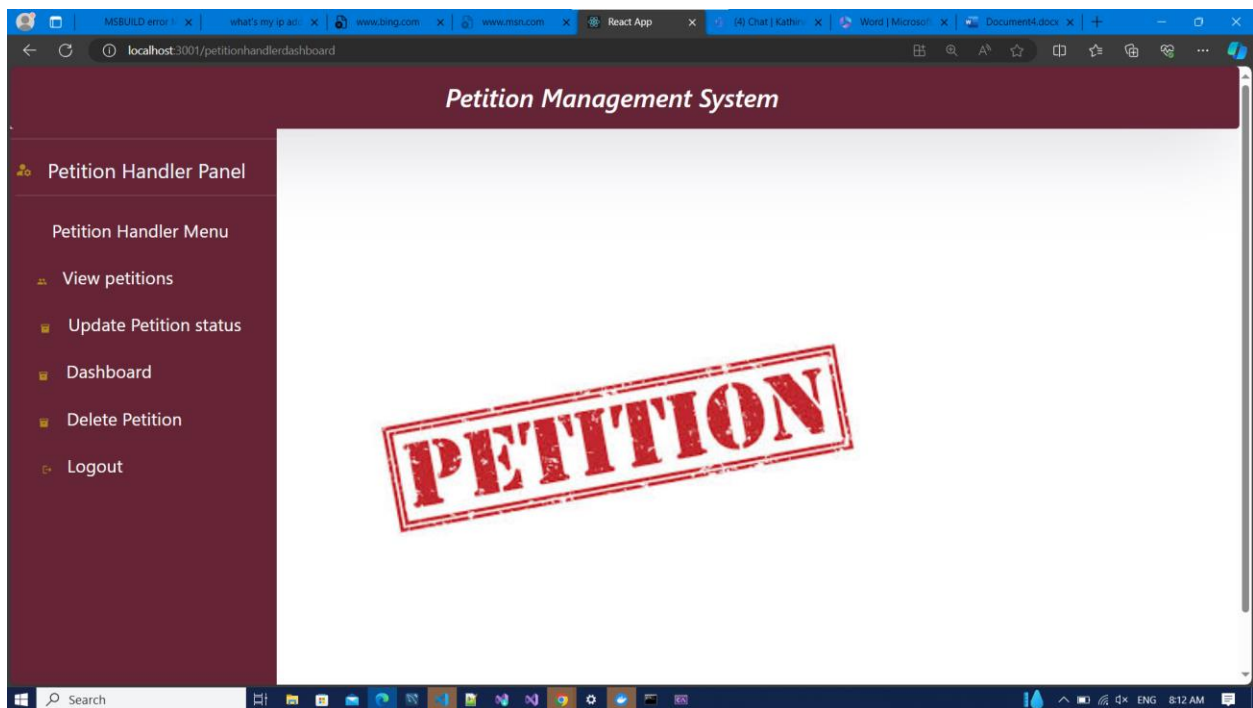 MSBUILD error
what's my ip ad
www.bing.com
www.msn.com
React App
(4) Chat | Kathir
Word | Microsoft
Document4.docx
localhost:3001/petitionhandlerdashboard
Petition Management System
Petition Handler Panel
Petition Handler Menu
View petitions
Update Petition status
Dashboard
Delete Petition
Logout
PETITION
Search
ENG 8:12 AM